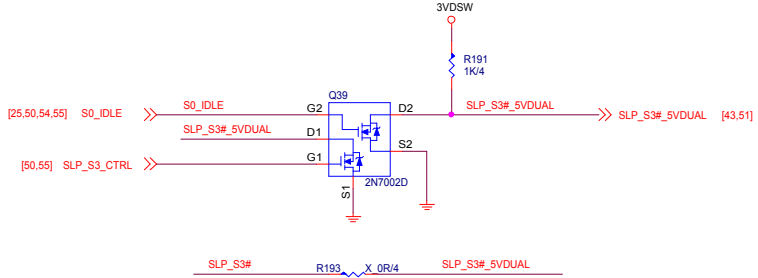 3VDSW
R191
1K/4
Q39
[25,50,54,55] S0_IDLE S0_IDLE G2 D2 SLP_S3#_5VDUAL SLP_S3#_5VDUAL [43,51]
SLP_S3#_5VDUAL D1
S2
[50,55] SLP_S3_CTRL G1
2N7002D
S1
SLP_S3# R193 X_0R/4 SLP_S3#_5VDUAL